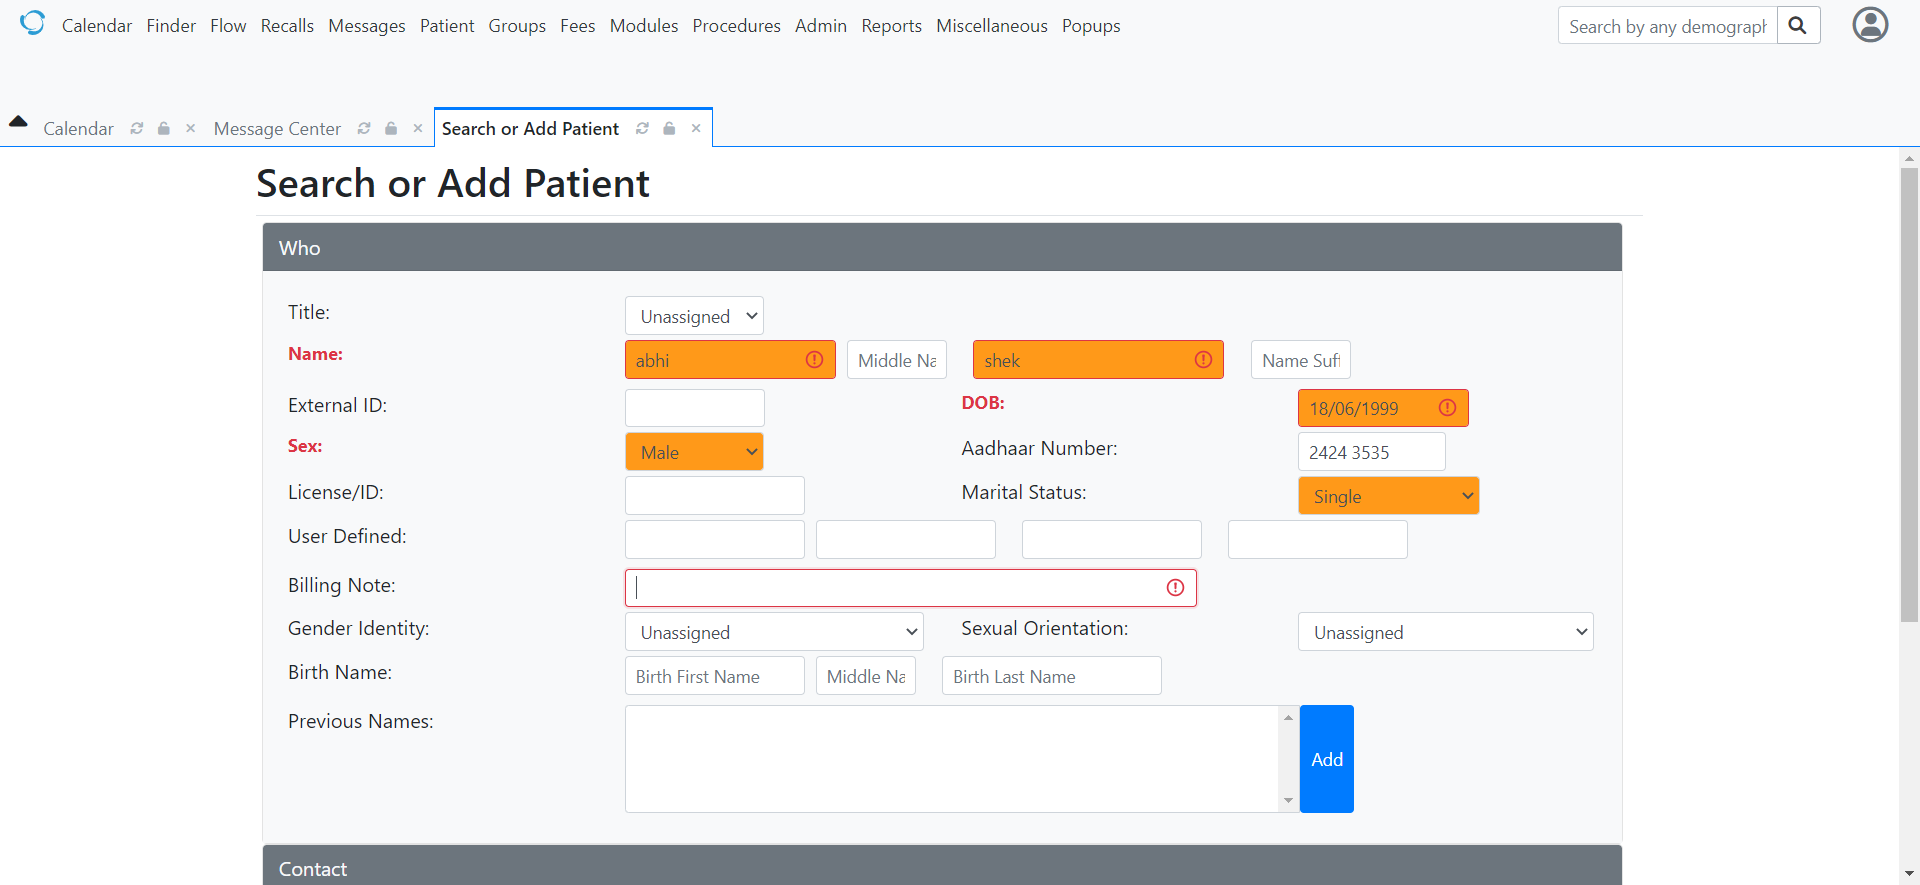 Calendar Finder Flow Recalls Messages Patient Groups Fees Modules Procedures Admin Reports Miscellaneous Popups Search by any demograph
Calendar Message Center Search or Add Patient
Search or Add Patient
Who
Title: Unassigned
Name: abhi Middle Na shek Name Suff
External ID: DOB: 18/06/1999
Sex: Male Aadhaar Number: 2424 3535
License/ID: Marital Status: Single
User Defined:
Billing Note:
Gender Identity: Unassigned Sexual Orientation: Unassigned
Birth Name: Birth First Name Middle Na Birth Last Name
Previous Names: Add
Contact